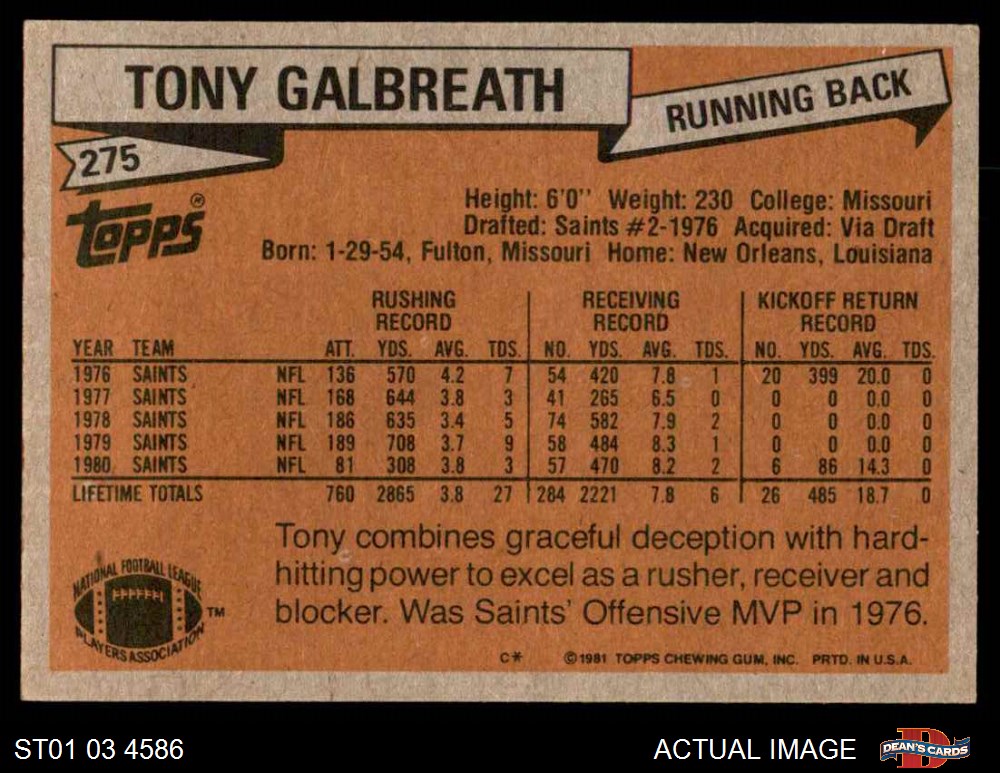 TONY GALBREATH
RUNNING BACK
275
Topps®
Height: 6'0'' Weight: 230 College: Missouri
Drafted: Saints #2-1976 Acquired: Via Draft
Born: 1-29-54, Fulton, Missouri Home: New Orleans, Louisiana
RUSHING RECORD RECEIVING RECORD KICKOFF RETURN RECORD
YEAR TEAM ATT. YDS. AVG. TDS. NO. YDS. AVG. TDS. NO. YDS. AVG. TDS.
1976 SAINTS NFL 136 570 4.2 7 54 420 7.8 1 20 399 20.0 0
1977 SAINTS NFL 168 644 3.8 3 41 265 6.5 0 0 0 0.0 0
1978 SAINTS NFL 186 635 3.4 5 74 582 7.9 2 0 0 0.0 0
1979 SAINTS NFL 189 708 3.7 9 58 484 8.3 1 0 0 0.0 0
1980 SAINTS NFL 81 308 3.8 3 57 470 8.2 2 6 86 14.3 0
LIFETIME TOTALS 760 2865 3.8 27 284 2221 7.8 6 26 485 18.7 0
Tony combines graceful deception with hard-
hitting power to excel as a rusher, receiver and
blocker. Was Saints' Offensive MVP in 1976.
NATIONAL FOOTBALL LEAGUE
PLAYERS ASSOCIATION
TM
C* ©1981 TOPPS CHEWING GUM, INC. PRTD. IN U.S.A.
ST01 03 4586
ACTUAL IMAGE
D
DEAN'S CARDS